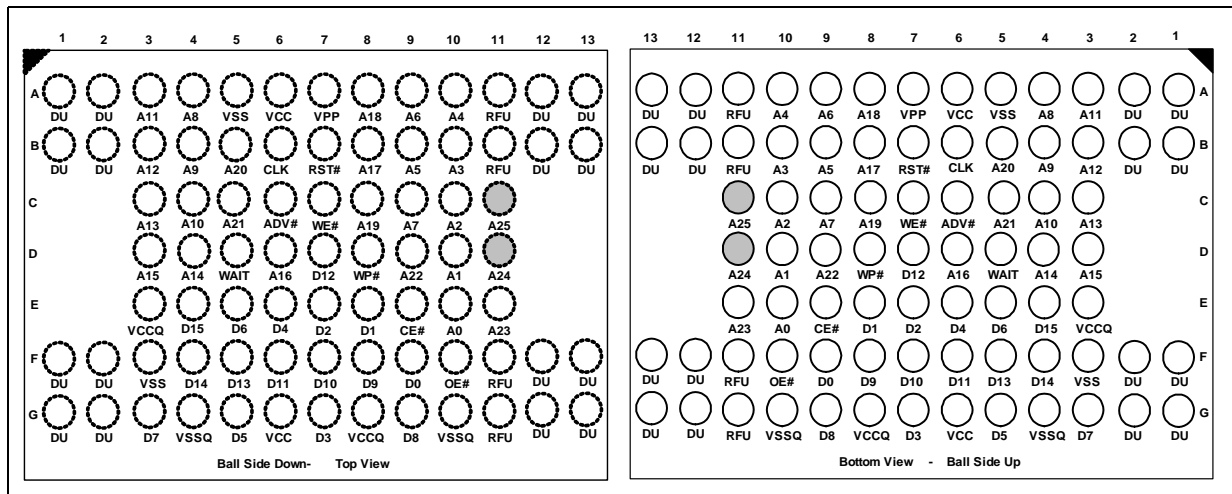 1 2 3 4 5 6 7 8 9 10 11 12 13
A
DU DU A11 A8 VSS VCC VPP A18 A6 A4 RFU DU DU
B
DU DU A12 A9 A20 CLK RST# A17 A5 A3 RFU DU DU
C
A13 A10 A21 ADV# WE# A19 A7 A2 A25
D
A15 A14 WAIT A16 D12 WP# A22 A1 A24
E
VCCQ D15 D6 D4 D2 D1 CE# A0 A23
F
DU DU VSS D14 D13 D11 D10 D9 D0 OE# RFU DU DU
G
DU DU D7 VSSQ D5 VCC D3 VCCQ D8 VSSQ RFU DU DU
Ball Side Down- Top View
13 12 11 10 9 8 7 6 5 4 3 2 1
A
DU DU RFU A4 A6 A18 VPP VCC VSS A8 A11 DU DU
B
DU DU RFU A3 A5 A17 RST# CLK A20 A9 A12 DU DU
C
A25 A2 A7 A19 WE# ADV# A21 A10 A13
D
A24 A1 A22 WP# D12 A16 WAIT A14 A15
E
A23 A0 CE# D1 D2 D4 D6 D15 VCCQ
F
DU DU RFU OE# D0 D9 D10 D11 D13 D14 VSS DU DU
G
DU DU RFU VSSQ D8 VCCQ D3 VCC D5 VSSQ D7 DU DU
Bottom View - Ball Side Up